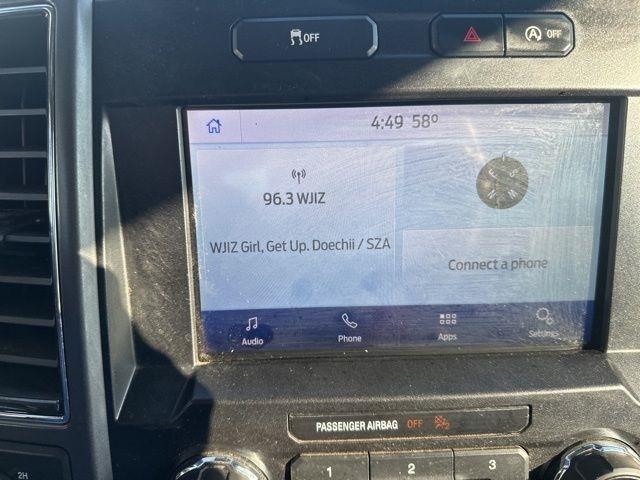 OFF
A OFF
4:49 58°
96.3 WJIZ
WJIZ Girl, Get Up. Doechii / SZA
Connect a phone
Audio Phone Apps Settings
PASSENGER AIRBAG OFF
1 2 3
2H